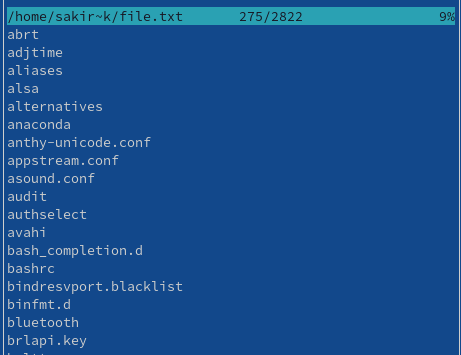 /home/sakir~k/file.txt 275/2822 9%
abrt
adjtime
aliases
alsa
alternatives
anaconda
anthy-unicode.conf
appstream.conf
asound.conf
audit
authselect
avahi
bash_completion.d
bashrc
bindresvport.blacklist
binfmt.d
bluetooth
brlapi.key